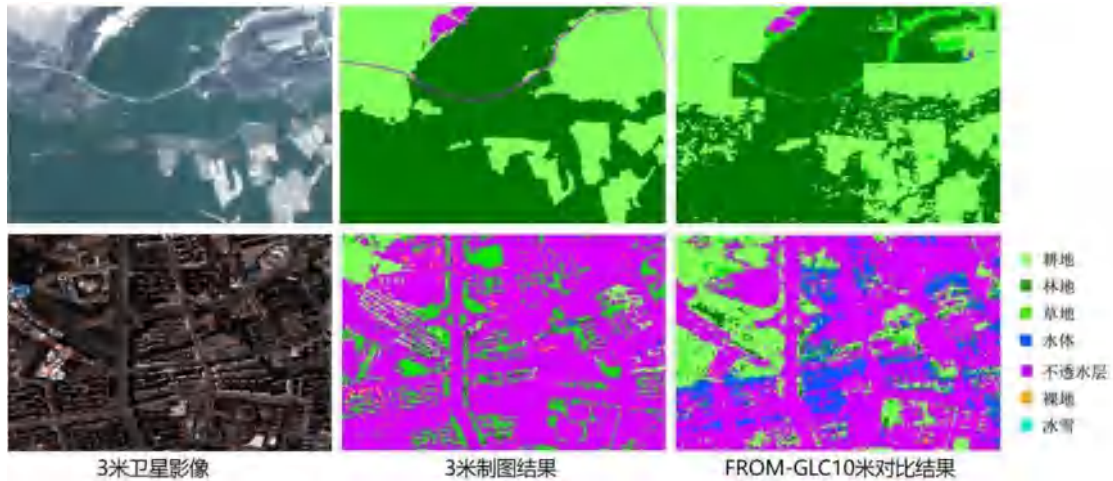 耕地
林地
草地
水体
不透水层
裸地
冰雪
3米卫星影像
3米制图结果
FROM-GLC10米对比结果